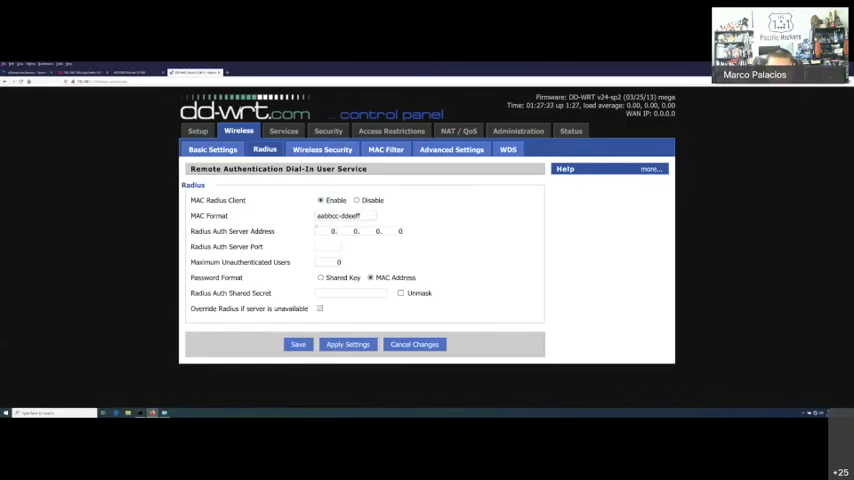 Pacific Hackers
Marco Palacios
Firmware: DD-WRT v24-sp2 (03/25/13) mega
Time: 01:27:33 up 1:27, load average: 0.00, 0.00, 0.00
WAN IP: 0.0.0.0
dd-wrt.com ... control panel
Setup Wireless Services Security Access Restrictions NAT / QoS Administration Status
Basic Settings Radius Wireless Security MAC Filter Advanced Settings WDS
Remote Authentication Dial-In User Service
Help more...
Radius
MAC Radius Client Enable Disable
MAC Format aabbcc-ddeeff
Radius Auth Server Address 0. 0. 0. 0
Radius Auth Server Port
Maximum Unauthenticated Users 0
Password Format Shared Key MAC Address
Radius Auth Shared Secret Unmask
Override Radius if server is unavailable
Save Apply Settings Cancel Changes
Type here to search
+25